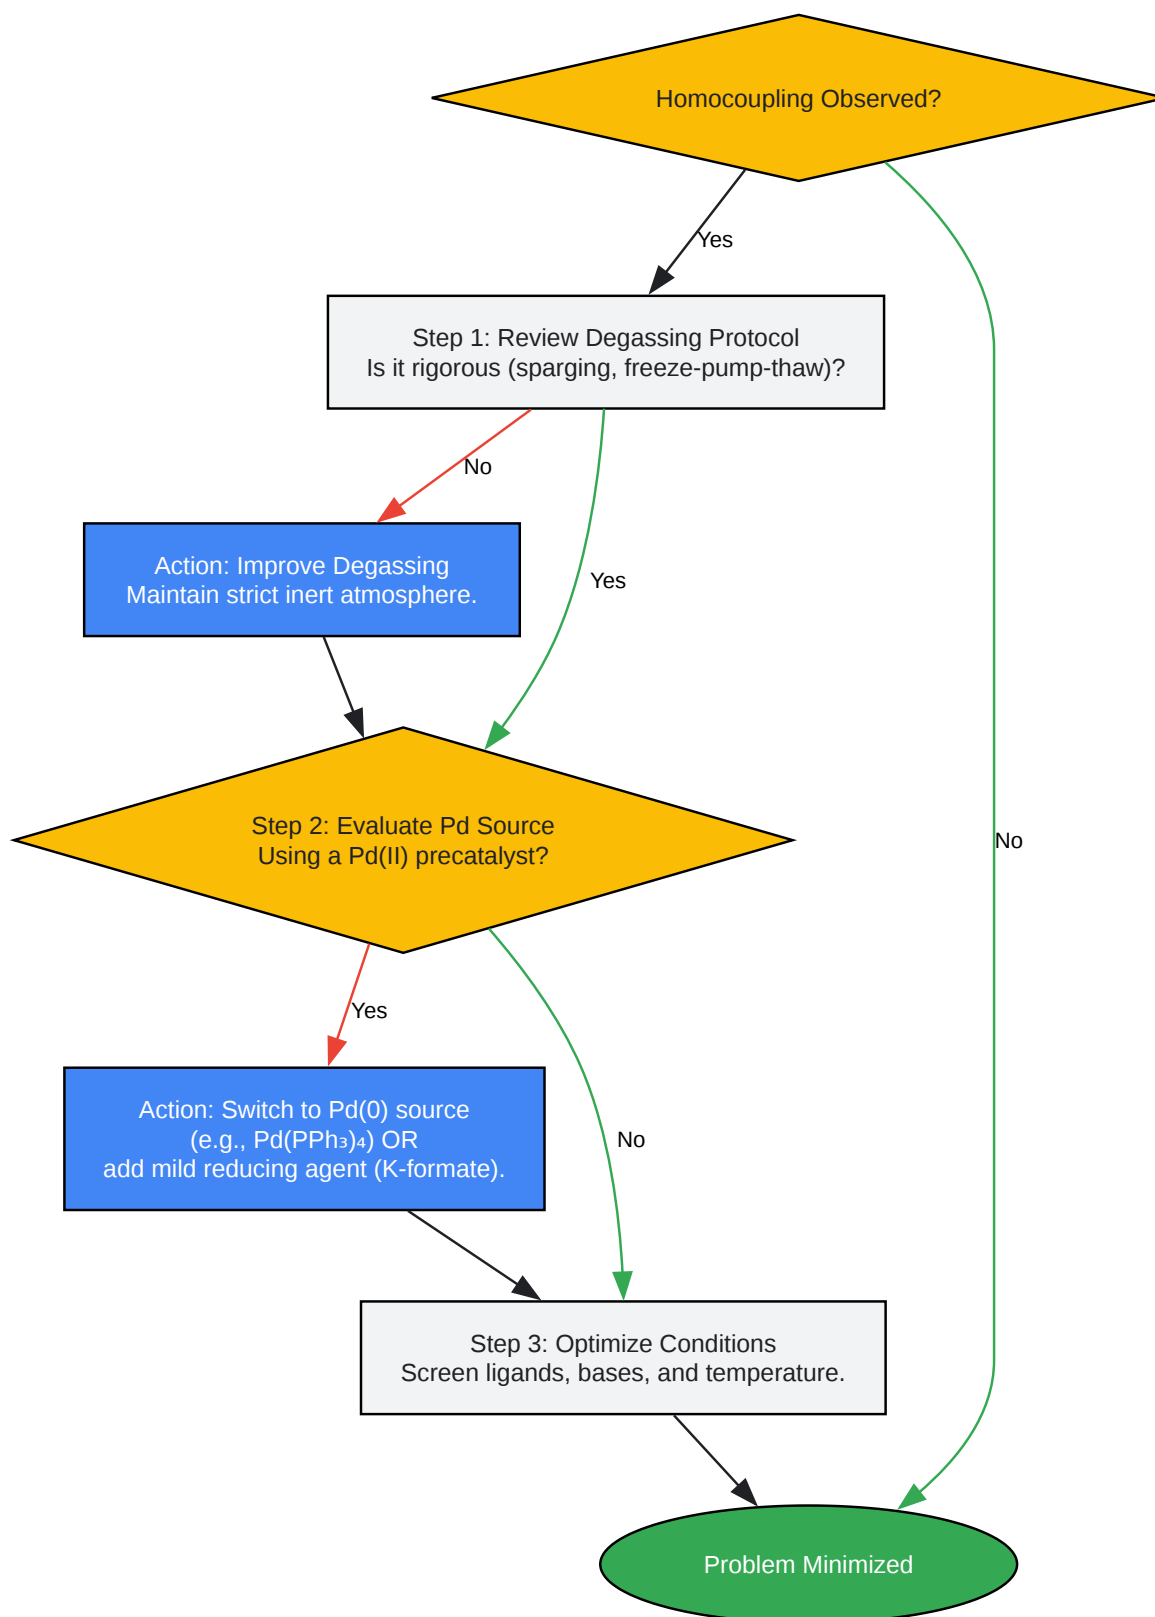 Homocoupling Observed?
Yes
Step 1: Review Degassing Protocol
Is it rigorous (sparging, freeze-pump-thaw)?
No
Action: Improve Degassing
Maintain strict inert atmosphere.
Yes
Step 2: Evaluate Pd Source
Using a Pd(II) precatalyst?
No
Yes
Action: Switch to Pd(0) source
(e.g., Pd(PPh₃)₄) OR
add mild reducing agent (K-formate).
No
Step 3: Optimize Conditions
Screen ligands, bases, and temperature.
Problem Minimized